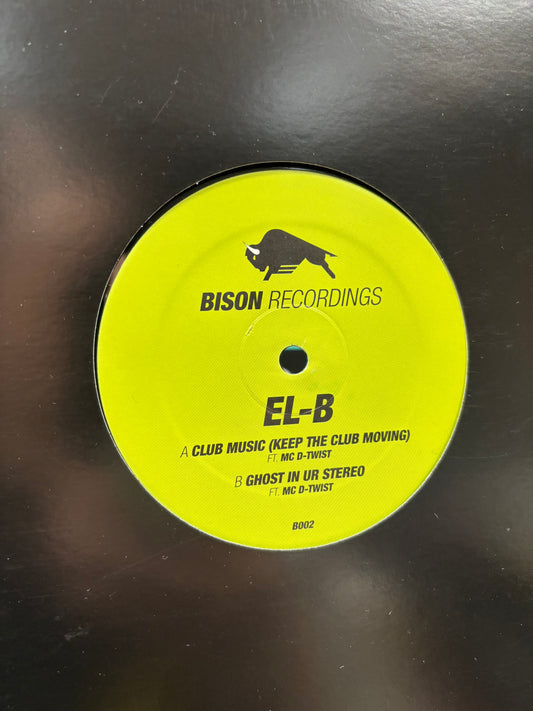 BISON RECORDINGS
EL-B
A CLUB MUSIC (KEEP THE CLUB MOVING)
FT. MC D-TWIST
B GHOST IN UR STEREO
FT. MC D-TWIST
B002